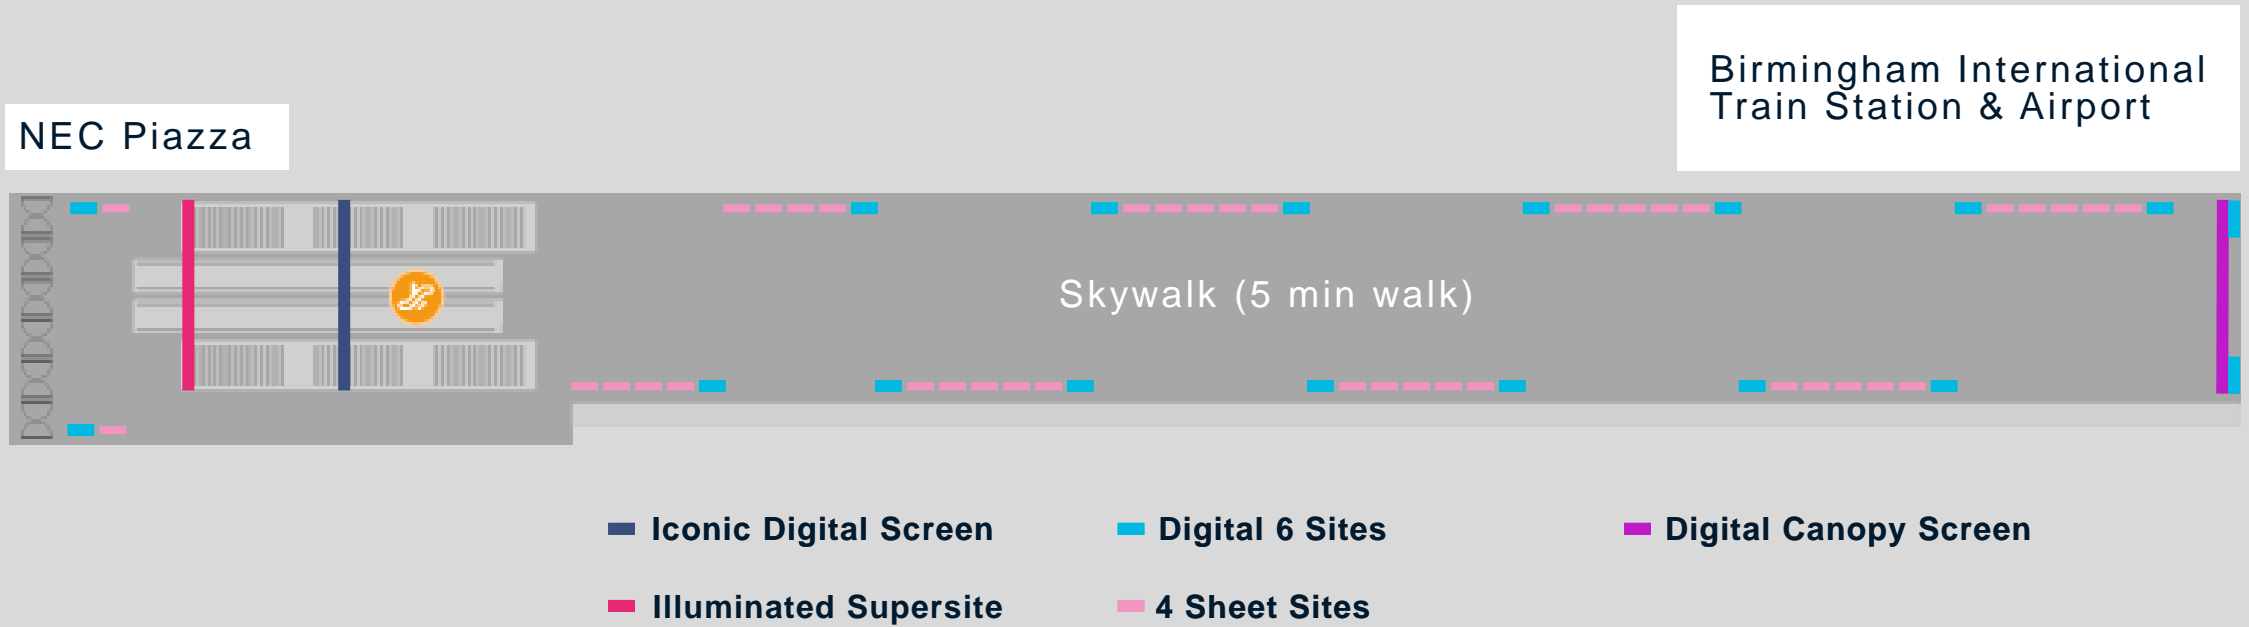 Birmingham International
Train Station & Airport
NEC Piazza
Skywalk (5 min walk)
Iconic Digital Screen
Digital 6 Sites
Digital Canopy Screen
Illuminated Supersite
4 Sheet Sites